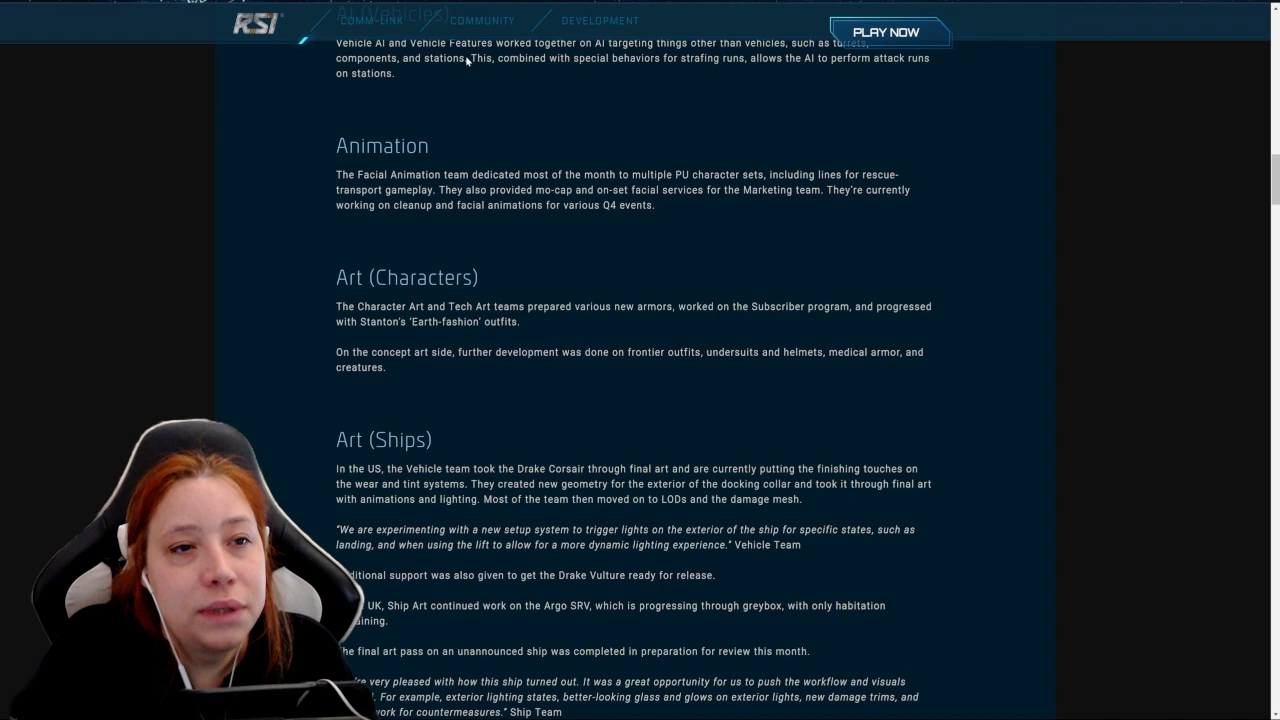 AI (Vehicles)
RSI
COMM-LINK
COMMUNITY
DEVELOPMENT
PLAY NOW
Vehicle AI and Vehicle Features worked together on AI targeting things other than vehicles, such as turrets,
components, and stations. This, combined with special behaviors for strafing runs, allows the AI to perform attack runs
on stations.
Animation
The Facial Animation team dedicated most of the month to multiple PU character sets, including lines for rescue-
transport gameplay. They also provided mo-cap and on-set facial services for the Marketing team. They're currently
working on cleanup and facial animations for various Q4 events.
Art (Characters)
The Character Art and Tech Art teams prepared various new armors, worked on the Subscriber program, and progressed
with Stanton's 'Earth-fashion' outfits.
On the concept art side, further development was done on frontier outfits, undersuits and helmets, medical armor, and
creatures.
Art (Ships)
In the US, the Vehicle team took the Drake Corsair through final art and are currently putting the finishing touches on
the wear and tint systems. They created new geometry for the exterior of the docking collar and took it through final art
with animations and lighting. Most of the team then moved on to LODs and the damage mesh.
"We are experimenting with a new setup system to trigger lights on the exterior of the ship for specific states, such as
landing, and when using the lift to allow for a more dynamic lighting experience." Vehicle Team
ditional support was also given to get the Drake Vulture ready for release.
UK, Ship Art continued work on the Argo SRV, which is progressing through greybox, with only habitation
aining.
he final art pass on an unannounced ship was completed in preparation for review this month.
re very pleased with how this ship turned out. It was a great opportunity for us to push the workflow and visuals
. For example, exterior lighting states, better-looking glass and glows on exterior lights, new damage trims, and
work for countermeasures." Ship Team